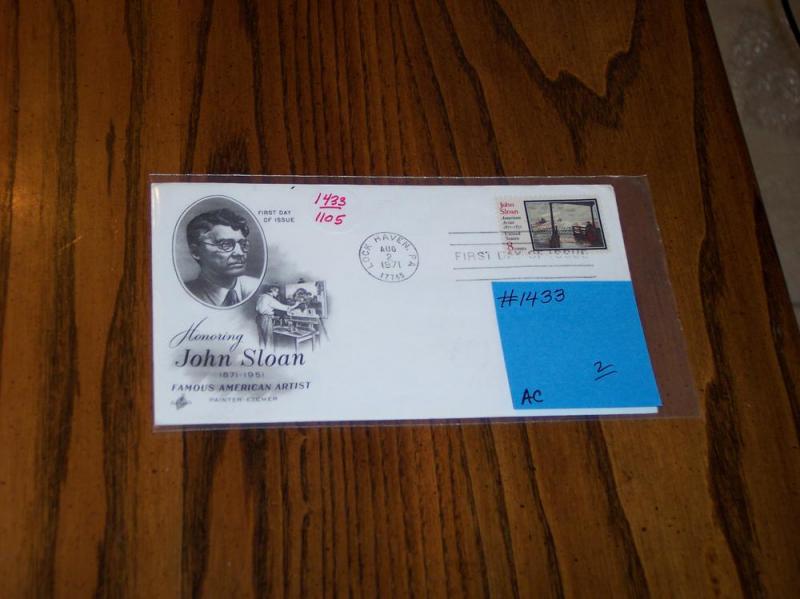 FIRST DAY
OF ISSUE
Honoring
John Sloan
1871-1951
FAMOUS AMERICAN ARTIST
PAINTER-ETCHER
1433
1105
LOCK HAVEN, PA
AUG
2
1971
17745
FIRST DAY OF ISSUE
John
Sloan
American
Artist
1871-1951
United
States
8 cents
#1433
2
AC